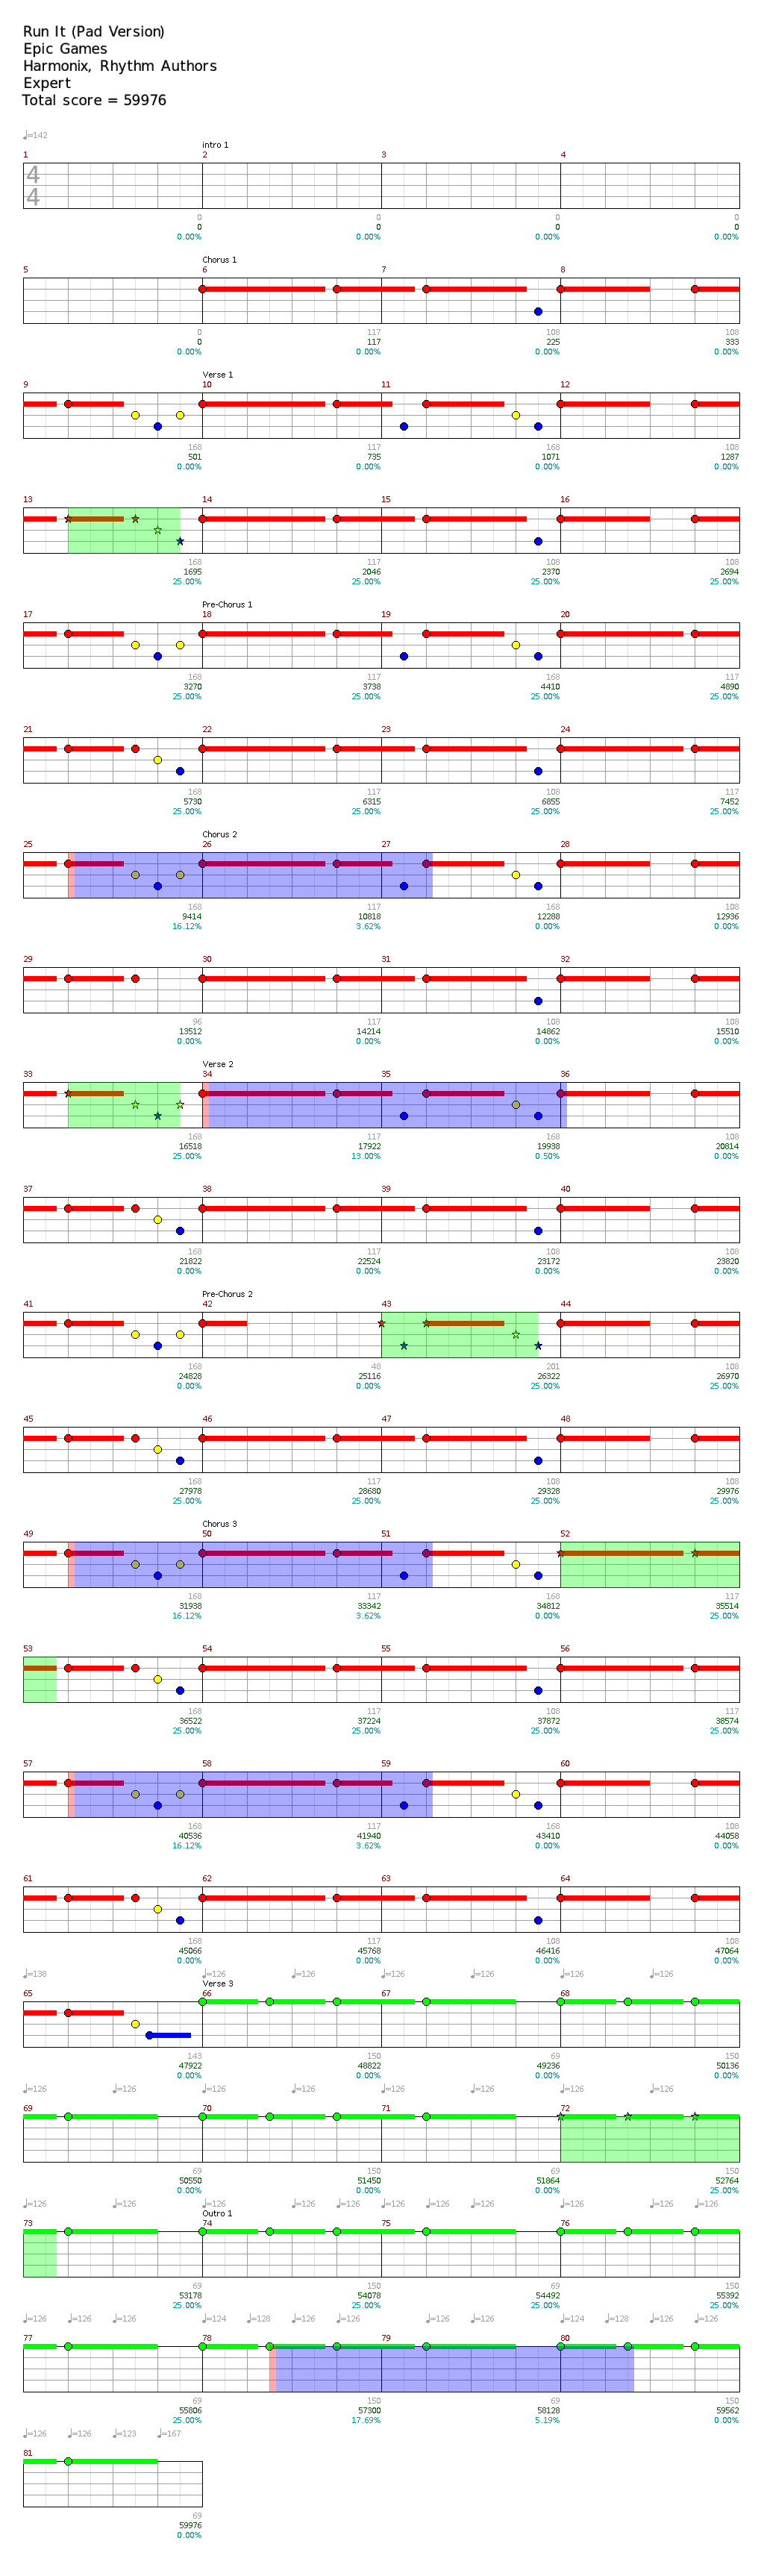 Run It (Pad Version)
Epic Games
Harmonix, Rhythm Authors
Expert
Total score = 59976
♩=142
intro 1
1 2 3 4
4
4
0 0 0 0
0 0 0 0
0.00% 0.00% 0.00% 0.00%
Chorus 1
5 6 7 8
0 117 108 108
0 117 225 333
0.00% 0.00% 0.00% 0.00%
Verse 1
9 10 11 12
168 117 168 108
501 735 1071 1287
0.00% 0.00% 0.00% 0.00%
13 14 15 16
168 117 108 108
1695 2046 2370 2694
25.00% 25.00% 25.00% 25.00%
Pre-Chorus 1
17 18 19 20
168 117 168 117
3270 3738 4410 4890
25.00% 25.00% 25.00% 25.00%
21 22 23 24
168 117 108 117
5730 6315 6855 7452
25.00% 25.00% 25.00% 25.00%
Chorus 2
25 26 27 28
168 117 168 108
9414 10818 12288 12936
16.12% 3.62% 0.00% 0.00%
29 30 31 32
96 117 108 108
13512 14214 14862 15510
0.00% 0.00% 0.00% 0.00%
Verse 2
33 34 35 36
168 117 168 108
16518 17922 19938 20814
25.00% 13.00% 0.50% 0.00%
37 38 39 40
168 117 108 108
21822 22524 23172 23820
0.00% 0.00% 0.00% 0.00%
Pre-Chorus 2
41 42 43 44
168 48 201 108
24828 25116 26322 26970
0.00% 0.00% 25.00% 25.00%
45 46 47 48
168 117 108 108
27978 28680 29328 29976
25.00% 25.00% 25.00% 25.00%
Chorus 3
49 50 51 52
168 117 168 117
31938 33342 34812 35514
16.12% 3.62% 0.00% 25.00%
53 54 55 56
168 117 108 117
36522 37224 37872 38574
25.00% 25.00% 25.00% 25.00%
57 58 59 60
168 117 168 108
40536 41940 43410 44058
16.12% 3.62% 0.00% 0.00%
61 62 63 64
168 117 108 108
45066 45768 46416 47064
0.00% 0.00% 0.00% 0.00%
♩=138 ♩=126 ♩=126 ♩=126 ♩=126 ♩=126
Verse 3
65 66 67 68
143 150 69 150
47922 48822 49236 50136
0.00% 0.00% 0.00% 0.00%
♩=126 ♩=126 ♩=126 ♩=126 ♩=126 ♩=126 ♩=126 ♩=126
69 70 71 72
69 150 69 150
50550 51450 51864 52764
0.00% 0.00% 0.00% 25.00%
♩=126 ♩=126 ♩=126 ♩=126 ♩=126 ♩=126 ♩=126 ♩=126 ♩=126 ♩=126 ♩=126 ♩=126
Outro 1
73 74 75 76
69 150 69 150
53178 54078 54492 55392
25.00% 25.00% 25.00% 25.00%
♩=126 ♩=126 ♩=126 ♩=124 ♩=128 ♩=126 ♩=126 ♩=126 ♩=126 ♩=124 ♩=128 ♩=126 ♩=126
77 78 79 80
69 150 69 150
55806 57300 58128 59562
25.00% 17.69% 5.19% 0.00%
♩=126 ♩=126 ♩=123 ♩=167
81
69
59976
0.00%